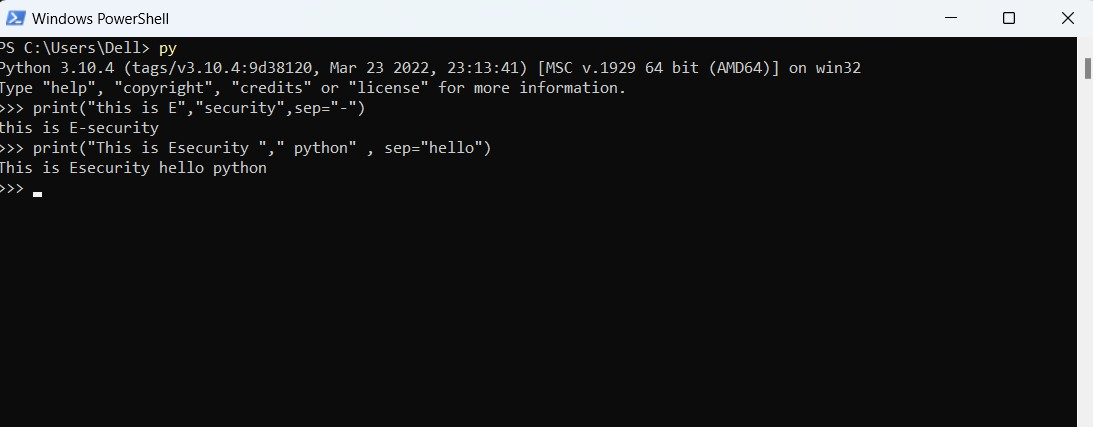 Windows PowerShell
PS C:\Users\Dell> py
Python 3.10.4 (tags/v3.10.4:9d38120, Mar 23 2022, 23:13:41) [MSC v.1929 64 bit (AMD64)] on win32
Type "help", "copyright", "credits" or "license" for more information.
>>> print("this is E","security",sep="-")
this is E-security
>>> print("This is Esecurity "," python" , sep="hello")
This is Esecurity hello python
>>>